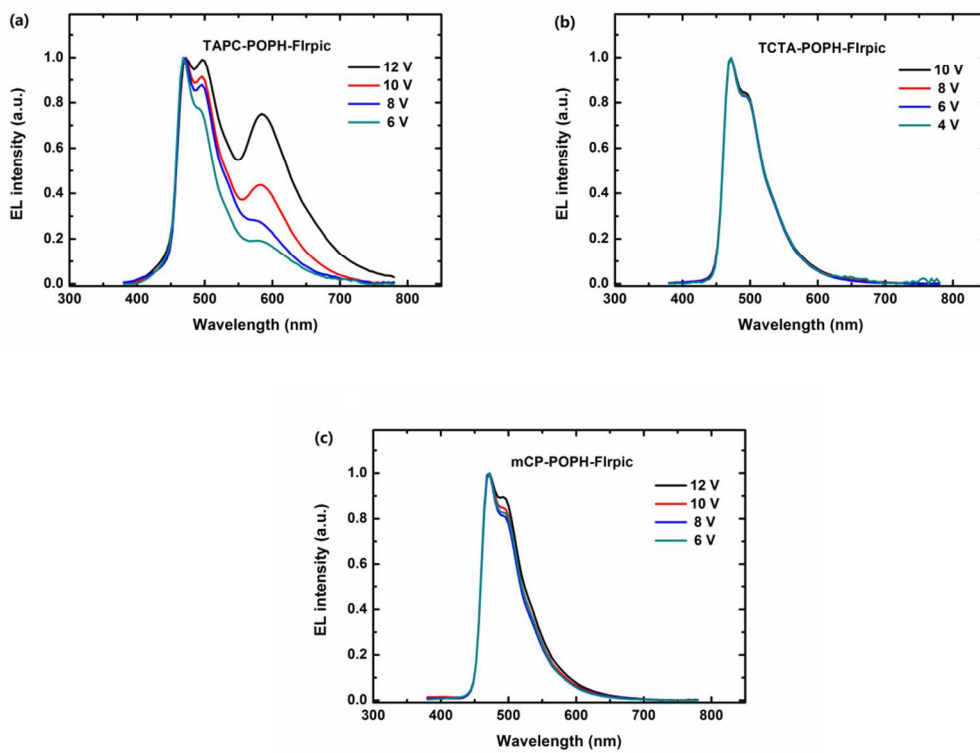 (a)
TAPC-POPH-FIrpic
12 V
10 V
8 V
6 V
EL intensity (a.u.)
1.0
0.8
0.6
0.4
0.2
0.0
300 400 500 600 700 800
Wavelength (nm)
(b)
TCTA-POPH-FIrpic
10 V
8 V
6 V
4 V
EL intensity (a.u.)
1.0
0.8
0.6
0.4
0.2
0.0
300 400 500 600 700 800
Wavelength (nm)
(c)
mCP-POPH-FIrpic
12 V
10 V
8 V
6 V
EL intensity (a.u.)
1.0
0.8
0.6
0.4
0.2
0.0
300 400 500 600 700 800
Wavelength (nm)